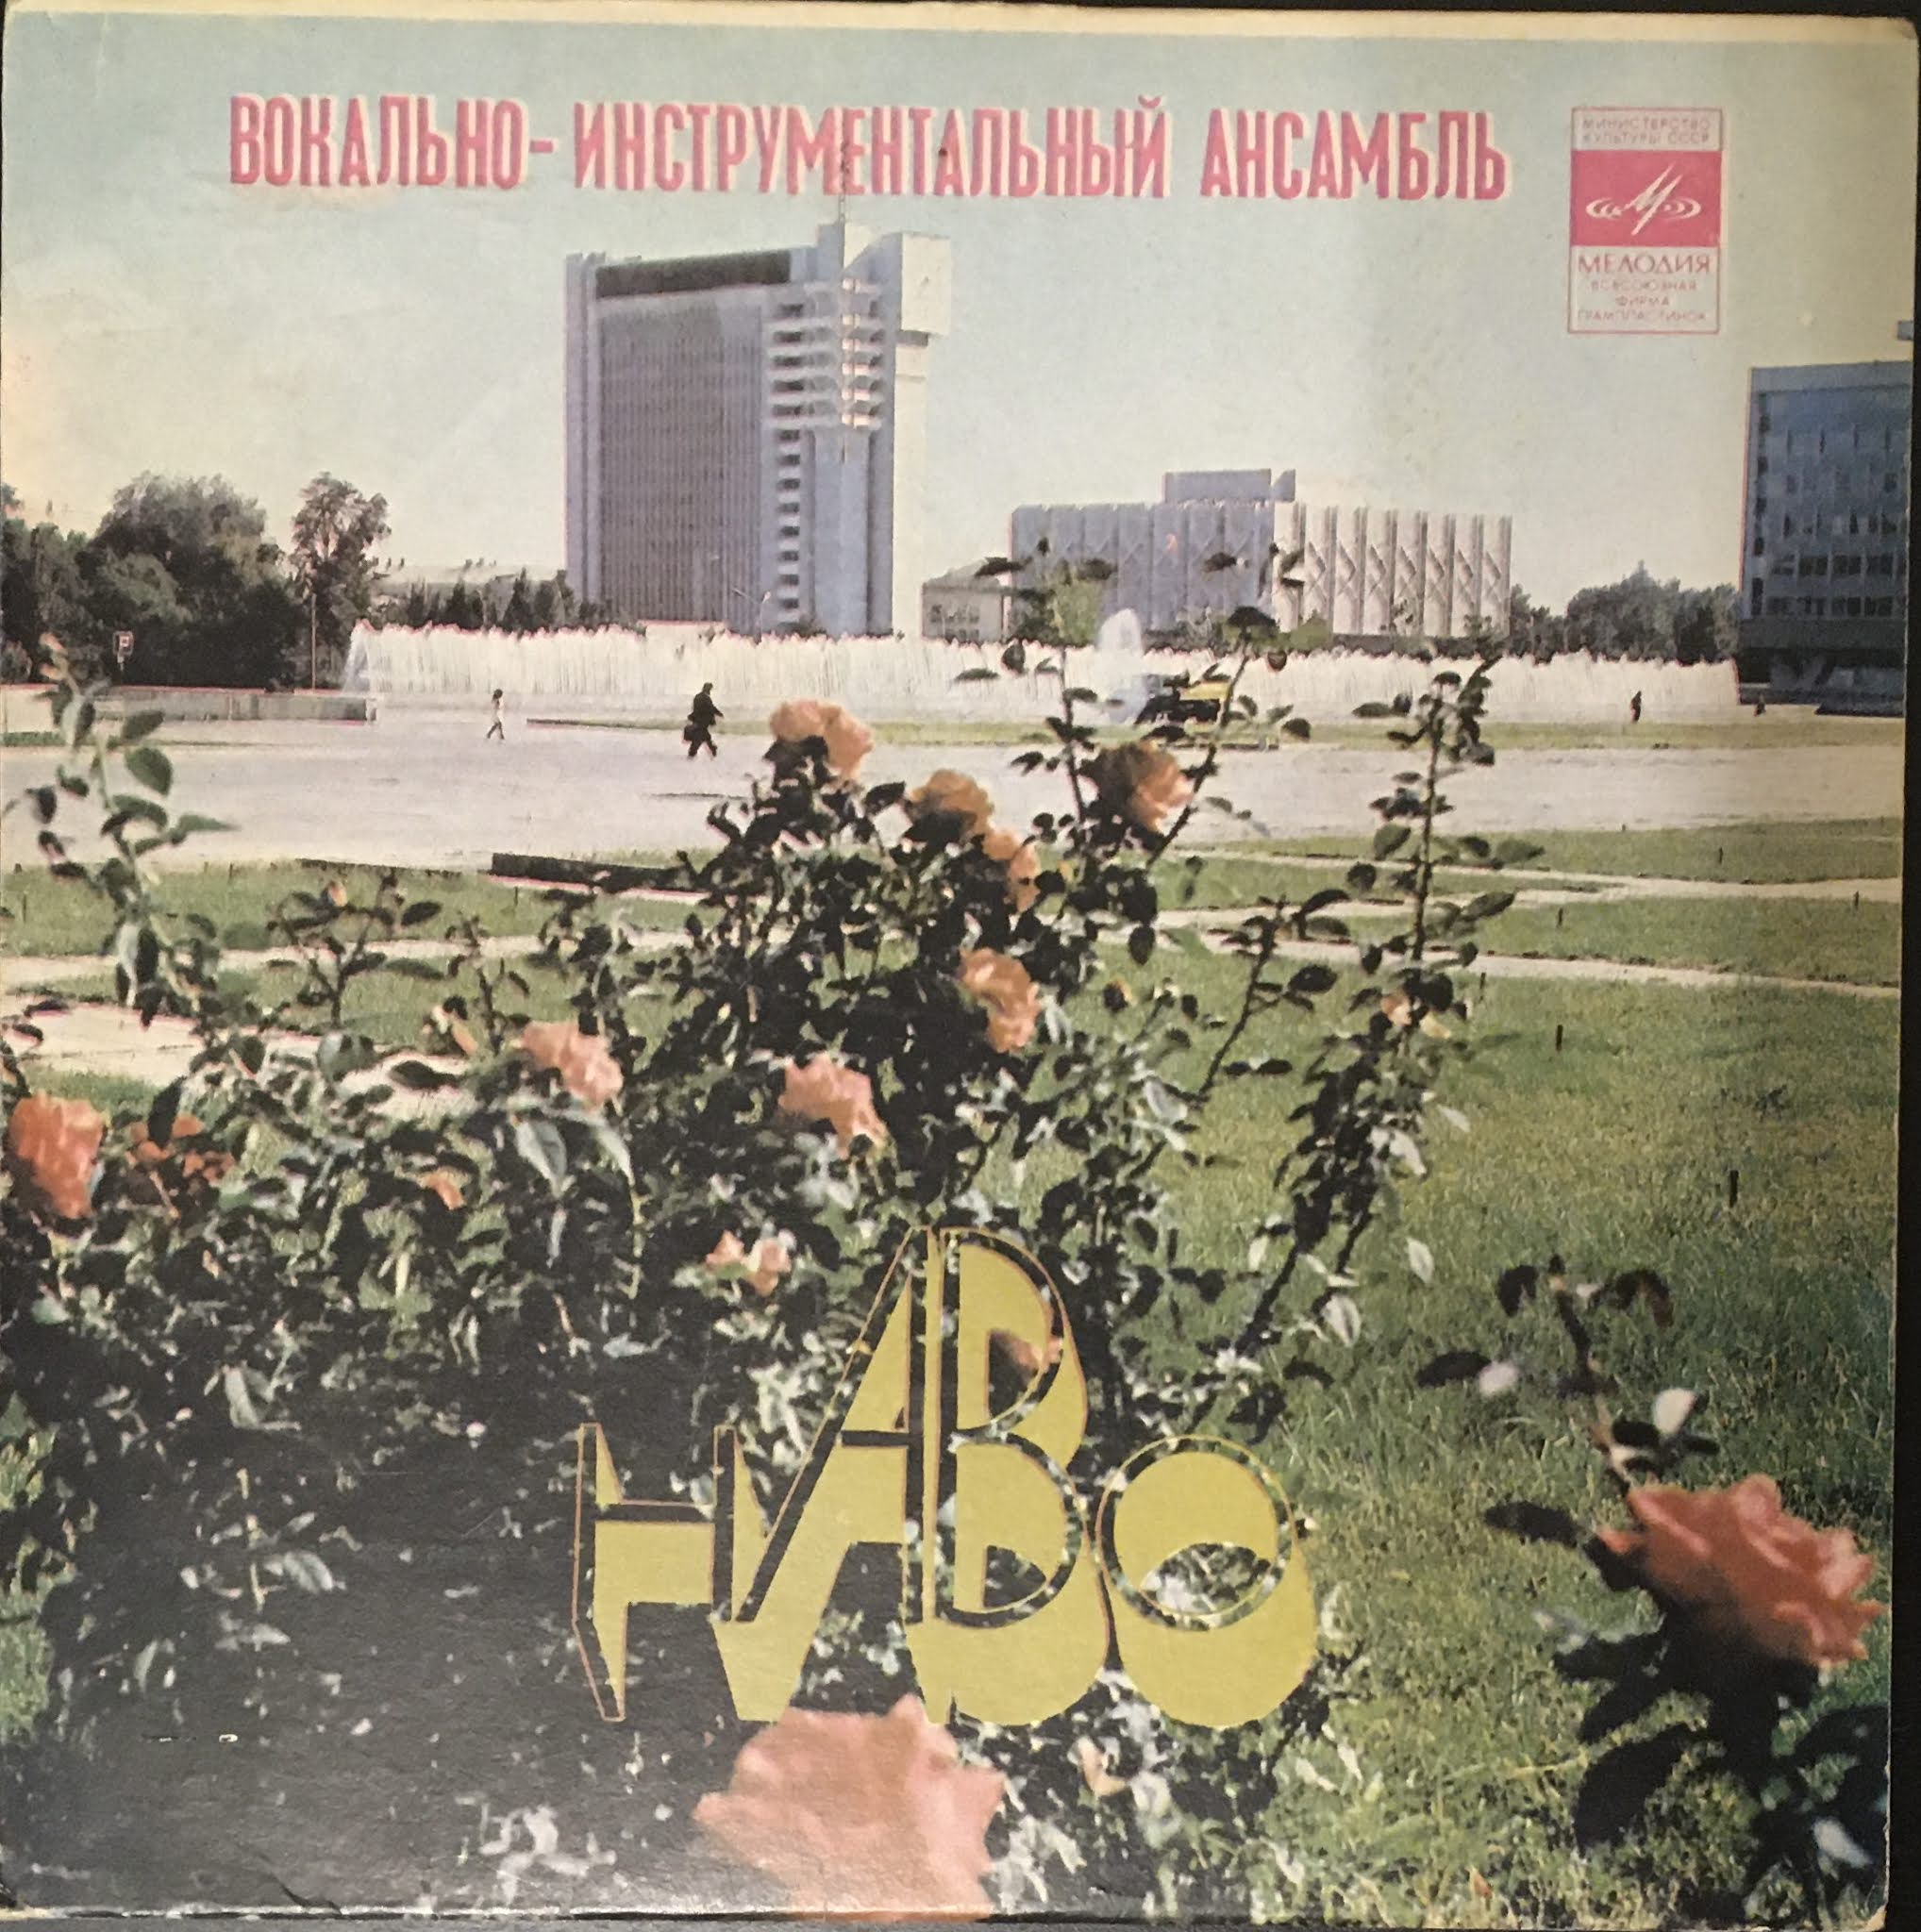 ВОКАЛЬНО-ИНСТРУМЕНТАЛЬНЫЙ АНСАМБЛЬ
МИНИСТЕРСТВО
КУЛЬТУРЫ СССР
МЕЛОДИЯ
ВСЕСОЮЗНАЯ
ФИРМА
ГРАМПЛАСТИНОК
P
НАВО